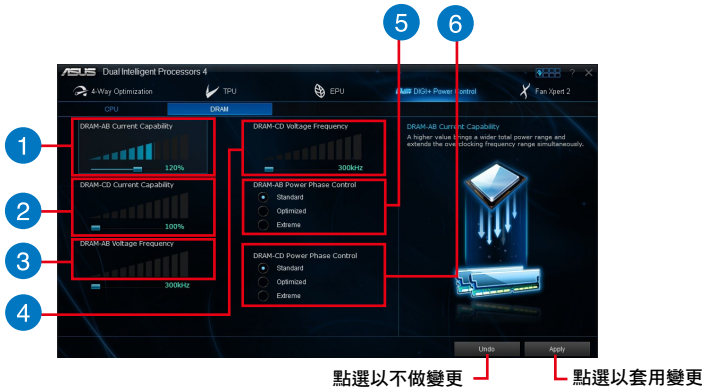 5
6
ASUS Dual Intelligent Processors 4
? ×
4-Way Optimization
TPU
EPU
DIGI+ Power Control
Fan Xpert 2
CPU
DRAM
1
DRAM-AB Current Capability
120%
DRAM-CD Voltage Frequency
300kHz
DRAM-AB Current Capability
A higher value brings a wider total power range and
extends the overclocking frequency range simultaneously.
2
DRAM-CD Current Capability
100%
DRAM-AB Power Phase Control
Standard
Optimized
Extreme
3
DRAM-AB Voltage Frequency
300kHz
4
DRAM-CD Power Phase Control
Standard
Optimized
Extreme
Undo
Apply
點選以不做變更
點選以套用變更